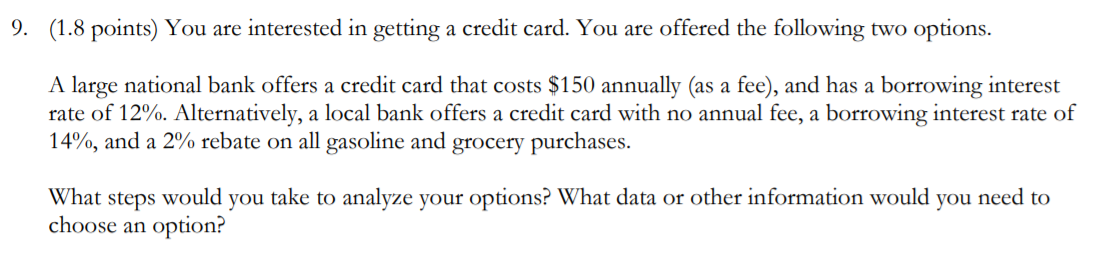 9. (1.8 points) You are interested in getting a credit card. You are offered the following two options.
A large national bank offers a credit card that costs $150 annually (as a fee), and has a borrowing interest
rate of 12%. Alternatively, a local bank offers a credit card with no annual fee, a borrowing interest rate of
14%, and a 2% rebate on all gasoline and grocery purchases.
What steps would you take to analyze your options? What data or other information would you need to
choose an option?